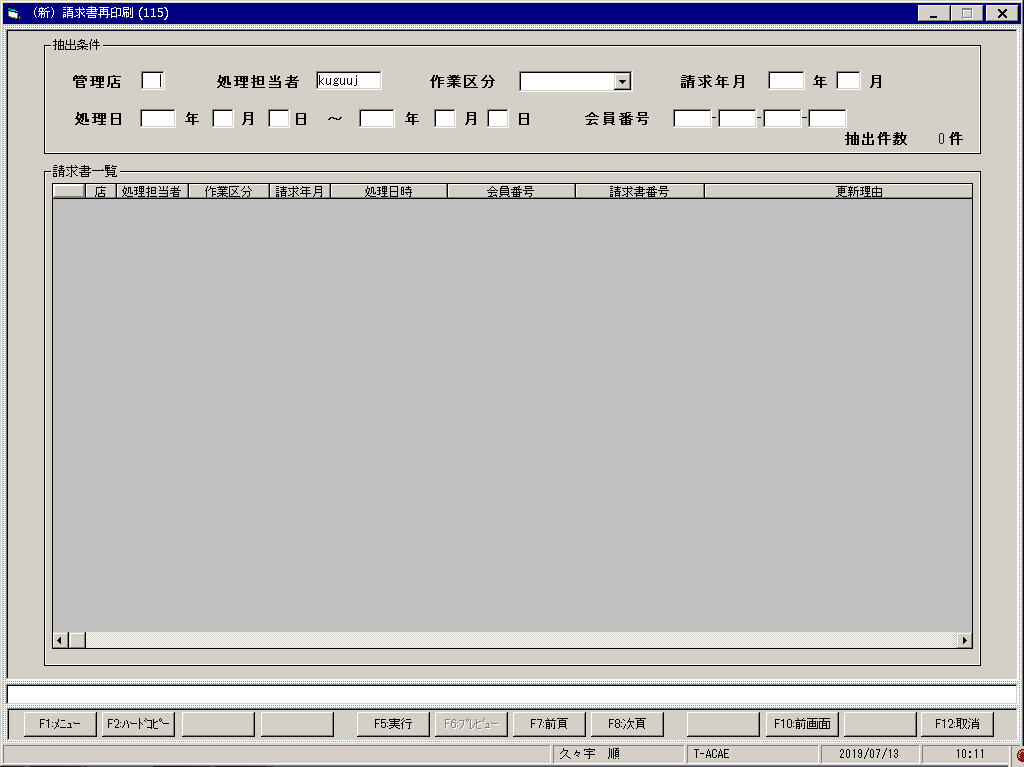 （新）請求書再印刷 (115)
抽出条件
管理店 処理担当者 kuguuj 作業区分 請求年月 年 月
処理日 年 月 日 ～ 年 月 日 会員番号 - - -
抽出件数 0 件
請求書一覧
店 処理担当者 作業区分 請求年月 処理日時 会員番号 請求書番号 更新理由
F1:ﾒﾆｭｰ F2:ﾊｰﾄﾞｺﾋﾟｰ F5:実行 F6:ﾌﾟﾚﾋﾞｭｰ F7:前頁 F8:次頁 F10:前画面 F12:取消
久々宇 順 T-ACAE 2019/07/13 10:11